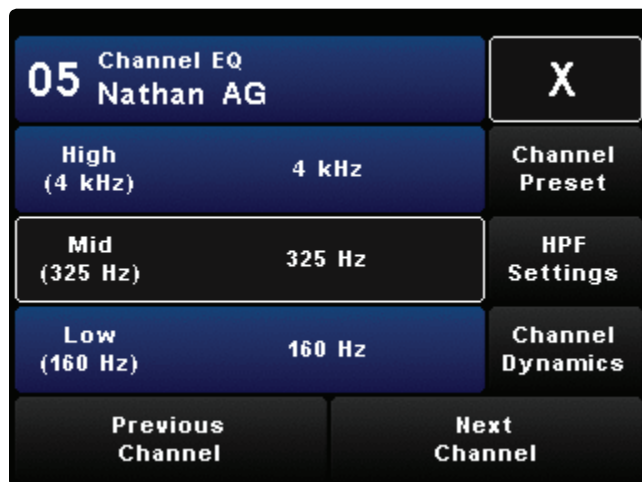 05 Channel EQ
Nathan AG
X
High
(4 kHz)
4 kHz
Channel
Preset
Mid
(325 Hz)
325 Hz
HPF
Settings
Low
(160 Hz)
160 Hz
Channel
Dynamics
Previous
Channel
Next
Channel